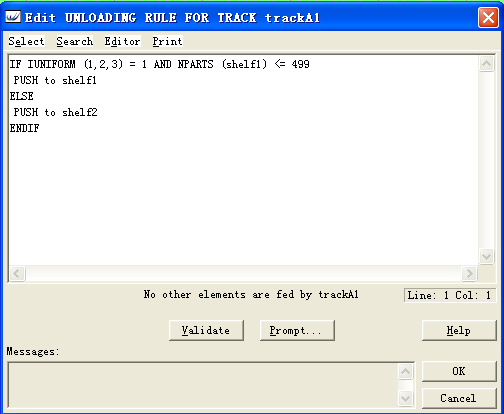 Edit UNLOADING RULE FOR TRACK trackA1
Select Search Editor Print
IF IUNIFORM (1,2,3) = 1 AND NPARTS (shelf1) <= 499
PUSH to shelf1
ELSE
PUSH to shelf2
ENDIF
No other elements are fed by trackA1
Line: 1 Col: 1
Validate Prompt... Help
Messages:
OK
Cancel